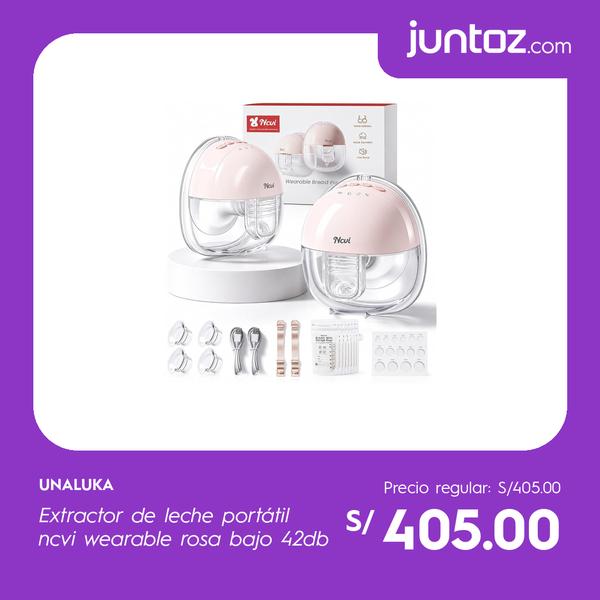 juntoz.com
Ncvi
Wearable Breast
Ncvi
Ncvi
UNALUKA
Extractor de leche portátil
ncvi wearable rosa bajo 42db
Precio regular: S/405.00
S/ 405.00